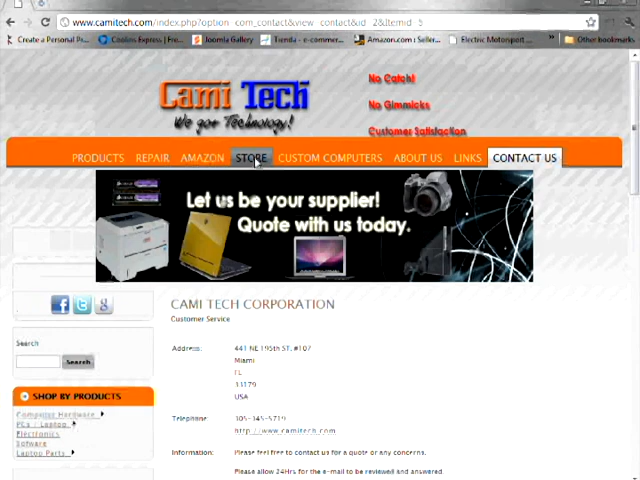 www.camitech.com/index.php?option=com_contact&view=contact&id=2&Itemid=5
Create a Personal P... Coolios Express | Fre... Joomla Gallery Tienda - e-commer... Amazon.com : Seller... Electric Motorsport ... » Other bookmarks
Cami Tech
We got Technology!
No Catch!
No Gimmicks
Customer Satisfaction
PRODUCTS REPAIR AMAZON STORE CUSTOM COMPUTERS ABOUT US LINKS CONTACT US
Let us be your supplier!
Quote with us today.
CAMI TECH CORPORATION
Customer Service
Search
Search
Address: 441 NE 195th ST. #107
Miami
FL
33179
USA
Telephone: 305-345-5719
http://www.camitech.com
Information: Please feel free to contact us for a quote or any concerns.
Please allow 24Hrs for the e-mail to be reviewed and answered.
SHOP BY PRODUCTS
Computer Hardware
PCs / Laptop
Electronics
Software
Laptop Parts